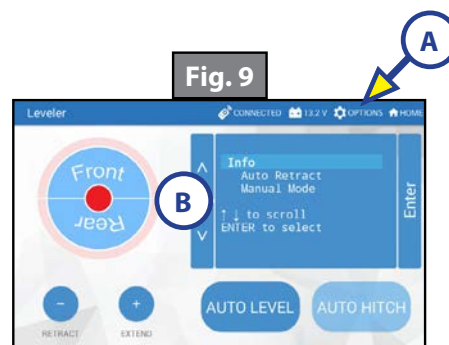 A
Fig. 9
Leveler CONNECTED 13.2 V OPTIONS HOME
Front
Rear
B
Info
Auto Retract
Manual Mode
↑ ↓ to scroll
ENTER to select
Enter
− +
RETRACT EXTEND
AUTO LEVEL AUTO HITCH